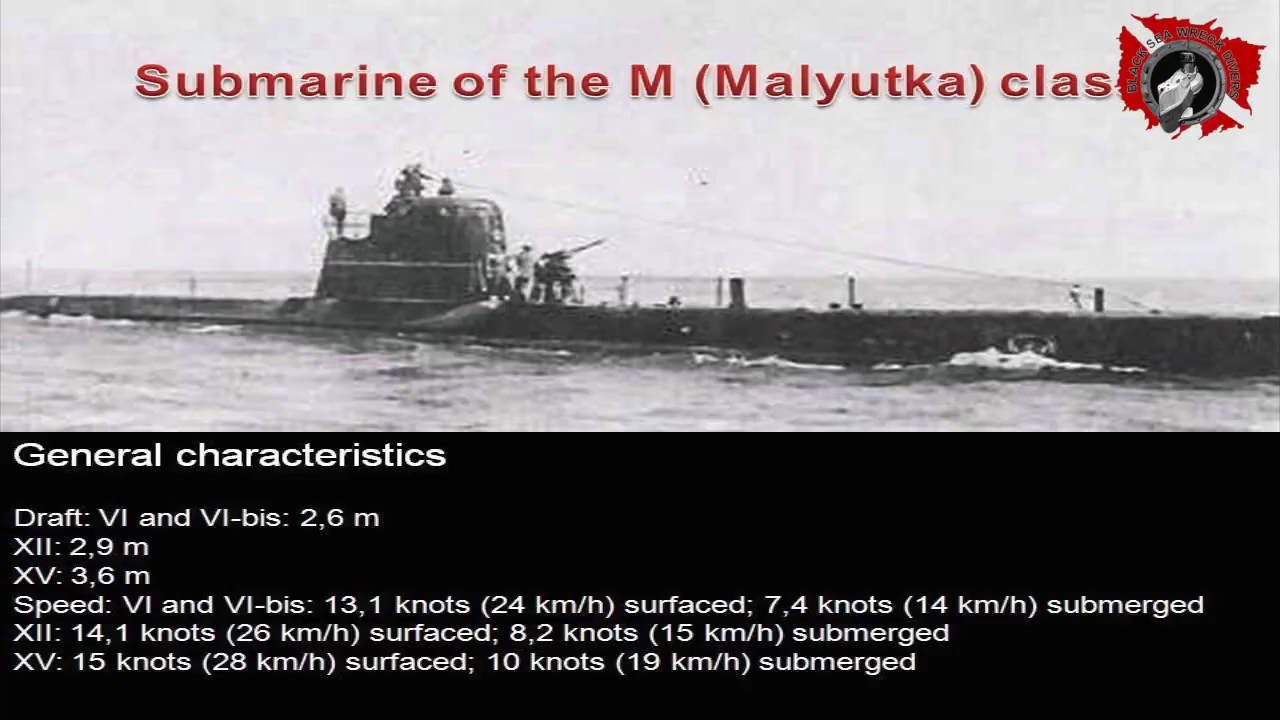 Submarine of the M (Malyutka) clas
BLACK SEA WRECK DIVERS
General characteristics
Draft: VI and VI-bis: 2,6 m
XII: 2,9 m
XV: 3,6 m
Speed: VI and VI-bis: 13,1 knots (24 km/h) surfaced; 7,4 knots (14 km/h) submerged
XII: 14,1 knots (26 km/h) surfaced; 8,2 knots (15 km/h) submerged
XV: 15 knots (28 km/h) surfaced; 10 knots (19 km/h) submerged